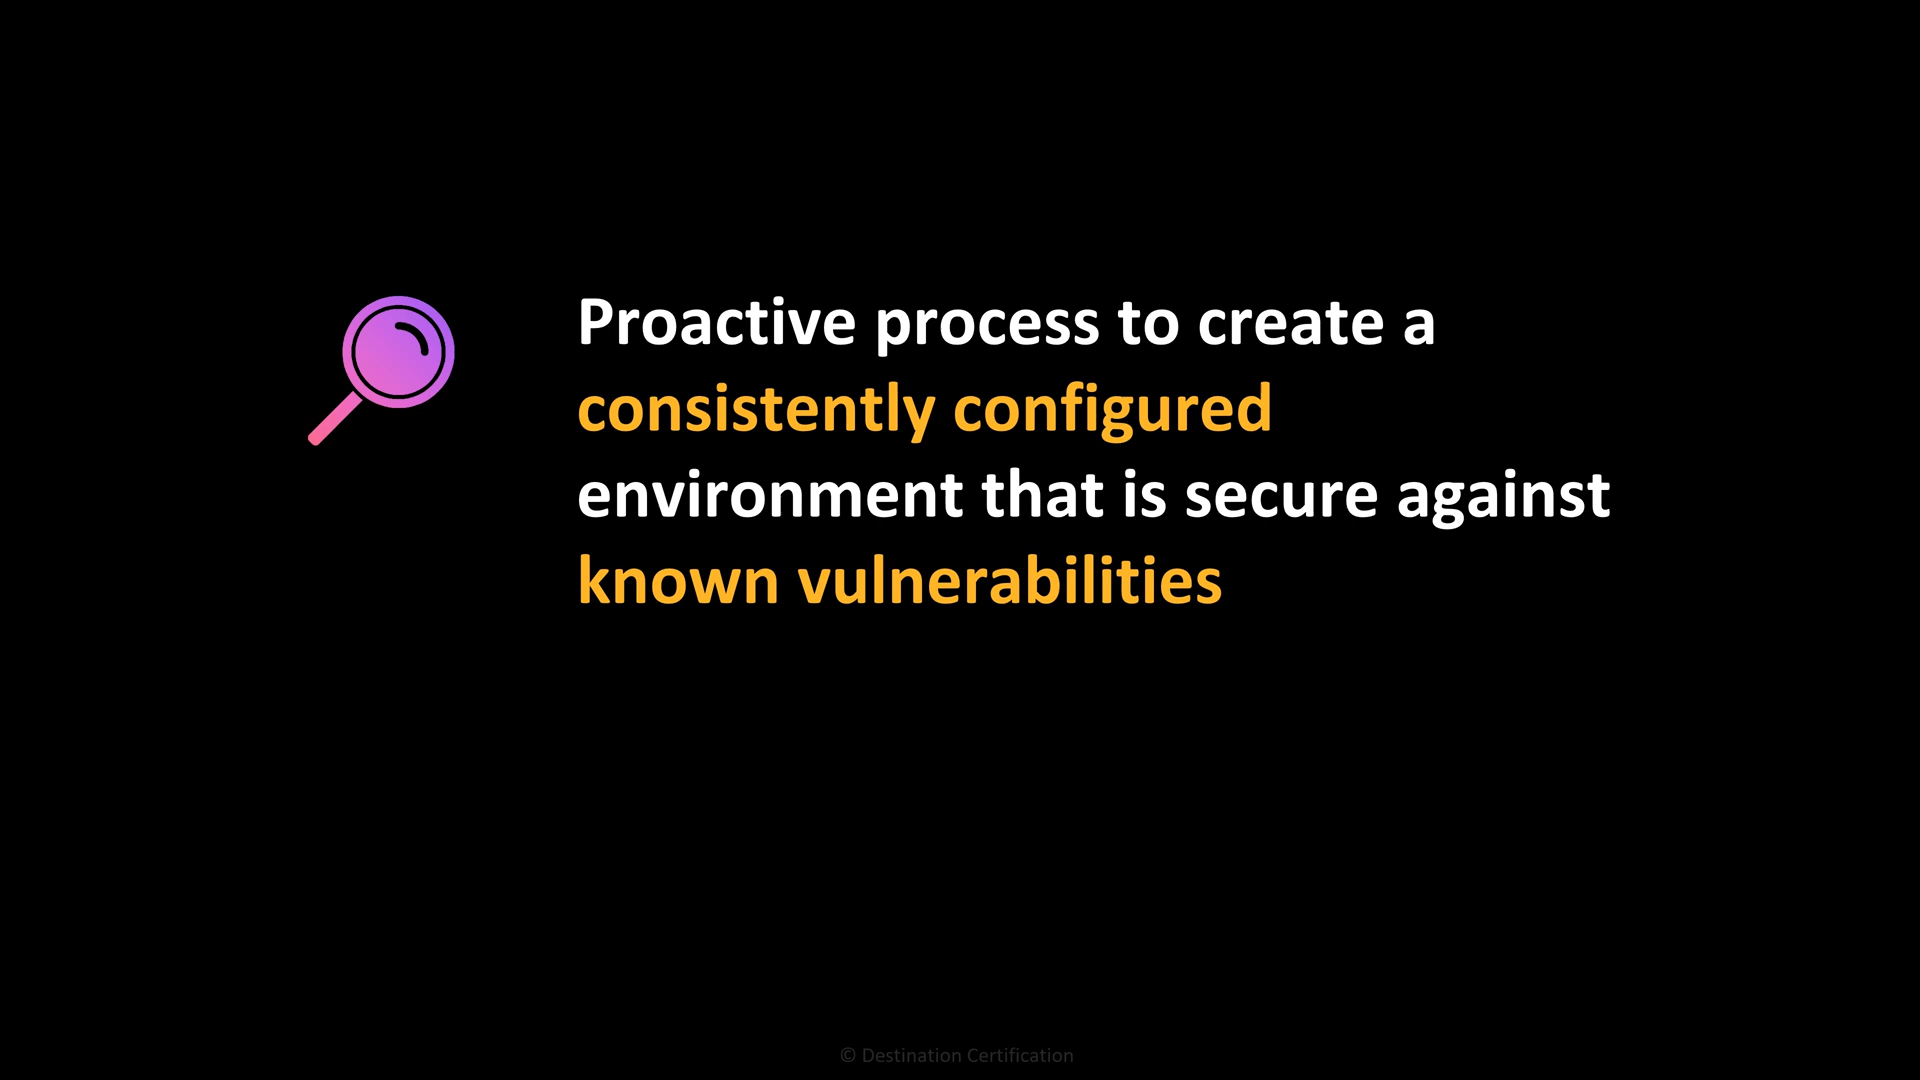 Proactive process to create a
consistently configured
environment that is secure against
known vulnerabilities
© Destination Certification